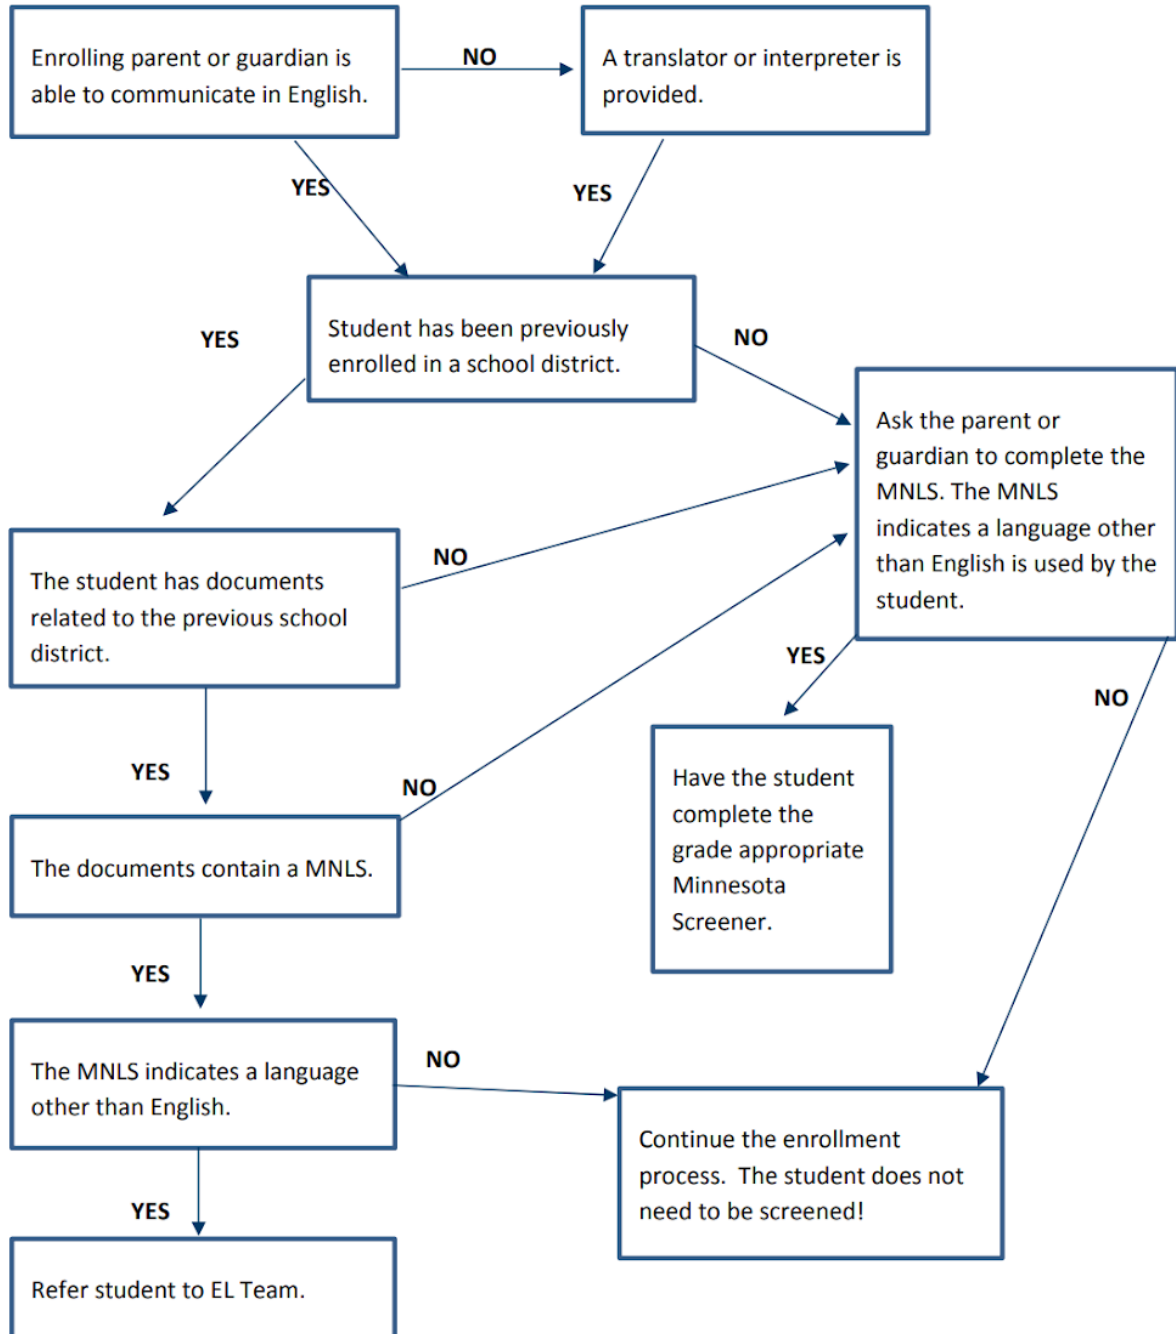 Enrolling parent or guardian is
able to communicate in English.
NO
A translator or interpreter is
provided.
YES
YES
Student has been previously
enrolled in a school district.
YES
NO
Ask the parent or
guardian to complete the
MNLS. The MNLS
indicates a language other
than English is used by the
student.
The student has documents
related to the previous school
district.
NO
YES
NO
YES
NO
Have the student
complete the
grade appropriate
Minnesota
Screener.
The documents contain a MNLS.
YES
The MNLS indicates a language
other than English.
NO
Continue the enrollment
process.  The student does not
need to be screened!
YES
Refer student to EL Team.